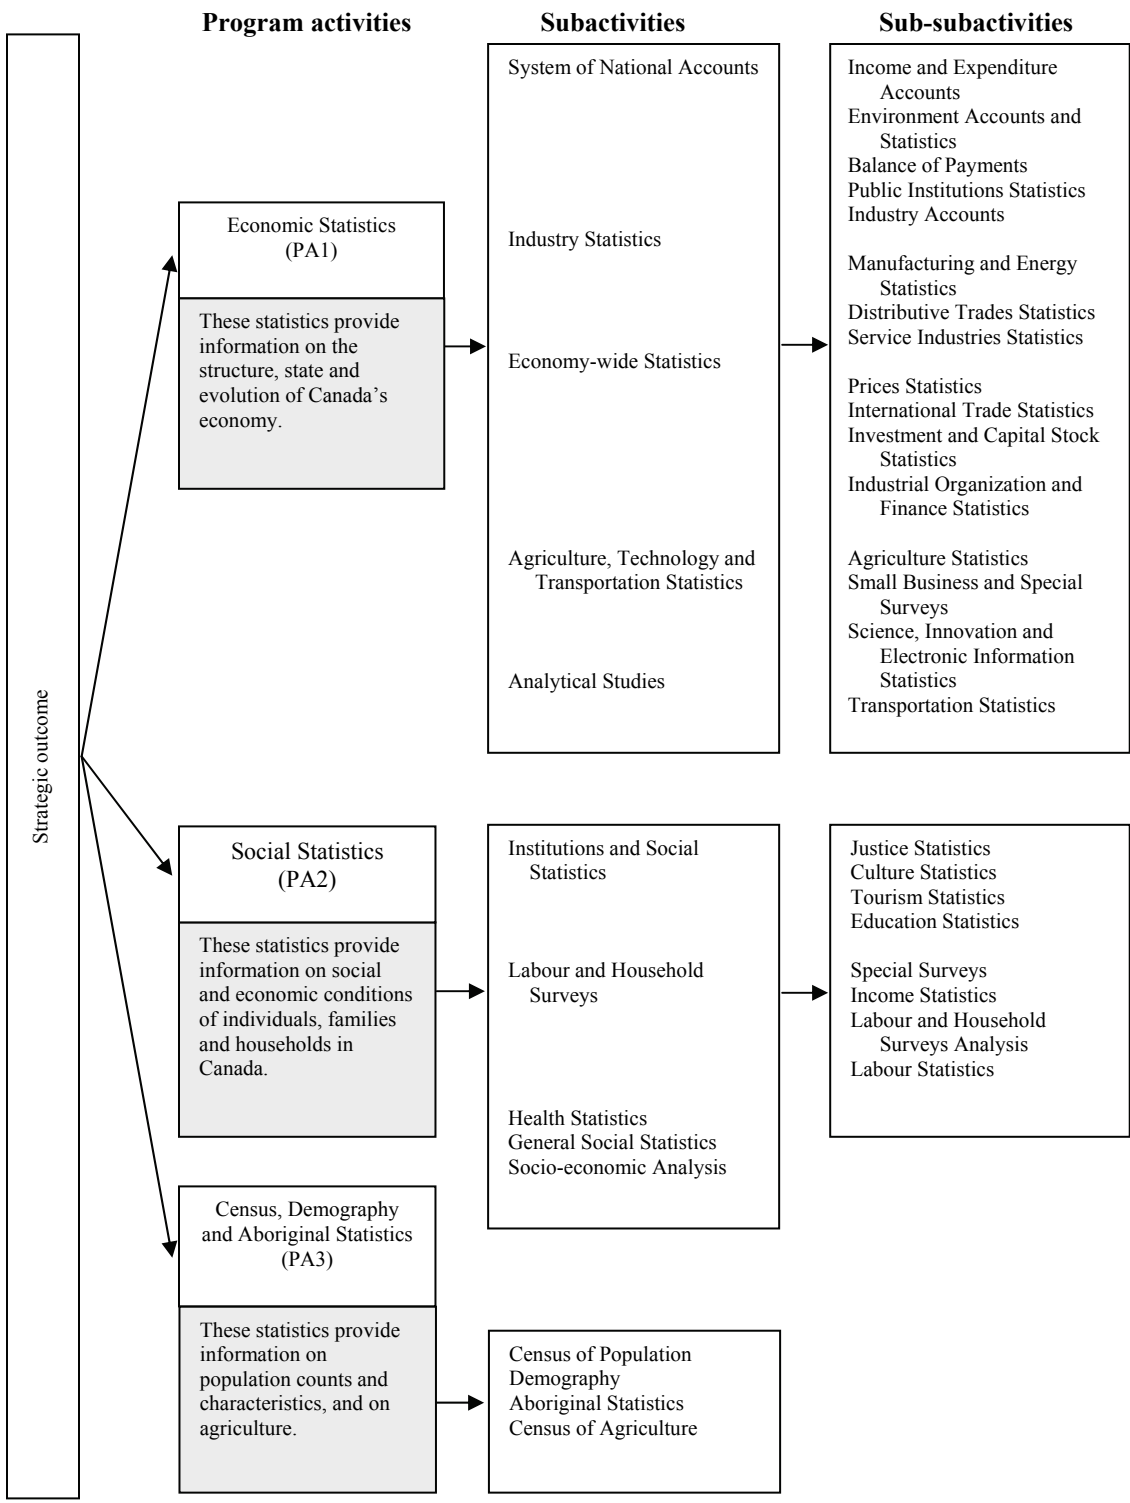 Program activities
Subactivities
Sub-subactivities
Strategic outcome
Economic Statistics
(PA1)
These statistics provide
information on the
structure, state and
evolution of Canada’s
economy.
System of National Accounts
Industry Statistics
Economy-wide Statistics
Agriculture, Technology and
Transportation Statistics
Analytical Studies
Income and Expenditure
Accounts
Environment Accounts and
Statistics
Balance of Payments
Public Institutions Statistics
Industry Accounts
Manufacturing and Energy
Statistics
Distributive Trades Statistics
Service Industries Statistics
Prices Statistics
International Trade Statistics
Investment and Capital Stock
Statistics
Industrial Organization and
Finance Statistics
Agriculture Statistics
Small Business and Special
Surveys
Science, Innovation and
Electronic Information
Statistics
Transportation Statistics
Social Statistics
(PA2)
These statistics provide
information on social
and economic conditions
of individuals, families
and households in
Canada.
Institutions and Social
Statistics
Labour and Household
Surveys
Health Statistics
General Social Statistics
Socio-economic Analysis
Justice Statistics
Culture Statistics
Tourism Statistics
Education Statistics
Special Surveys
Income Statistics
Labour and Household
Surveys Analysis
Labour Statistics
Census, Demography
and Aboriginal Statistics
(PA3)
These statistics provide
information on
population counts and
characteristics, and on
agriculture.
Census of Population
Demography
Aboriginal Statistics
Census of Agriculture